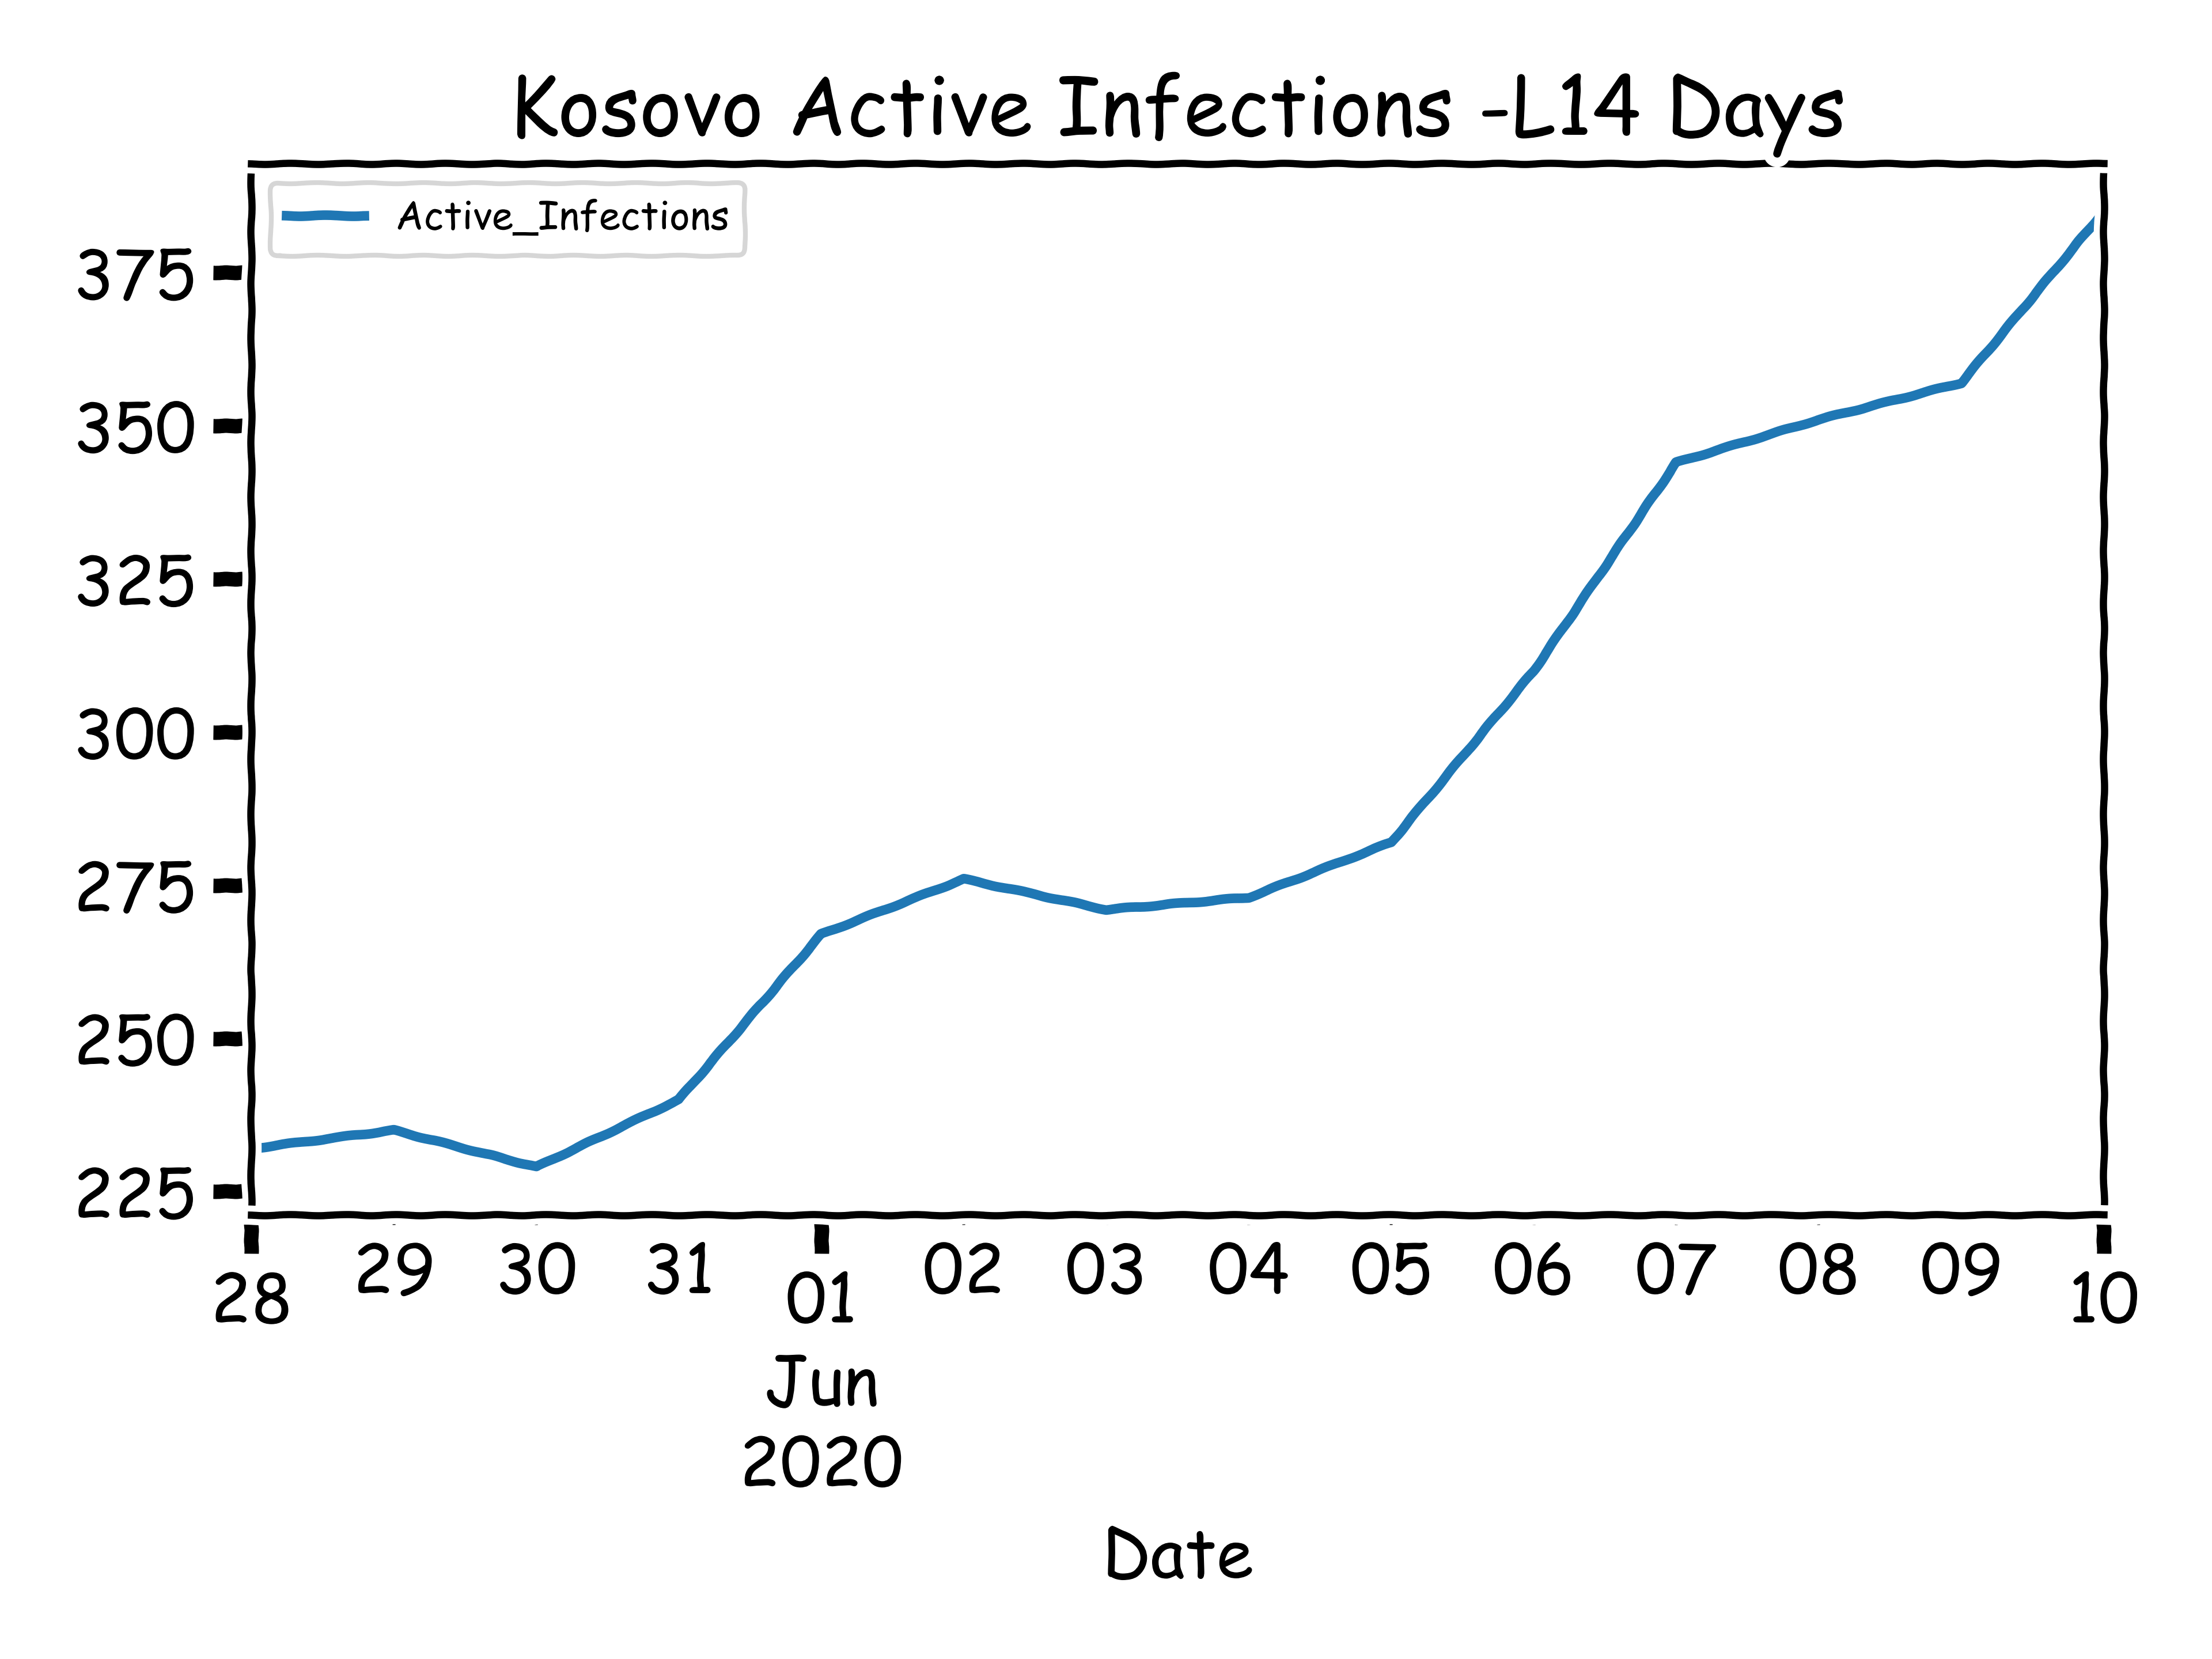 Kosovo Active Infections -L14 Days
Active_Infections
375
350
325
300
275
250
225
28 29 30 31 01 02 03 04 05 06 07 08 09 10
Jun
2020
Date